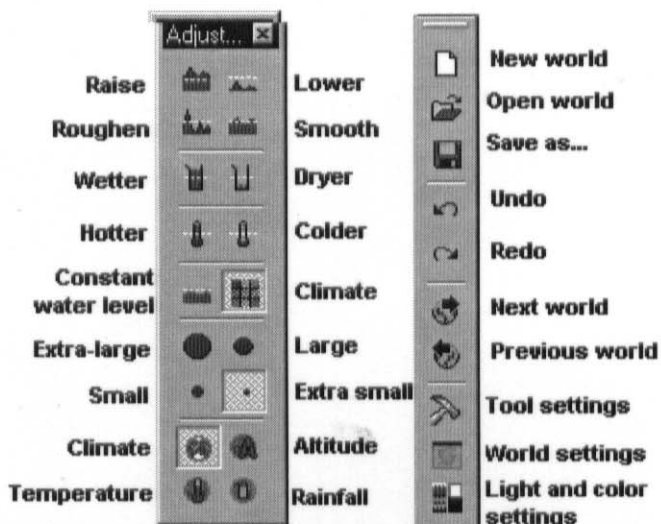 Adjust...
Raise
Lower
Roughen
Smooth
Wetter
Dryer
Hotter
Colder
Constant
water level
Climate
Extra-large
Large
Small
Extra small
Climate
Altitude
A
Temperature
Rainfall
New world
Open world
Save as...
Undo
Redo
Next world
Previous world
Tool settings
World settings
Light and color
settings